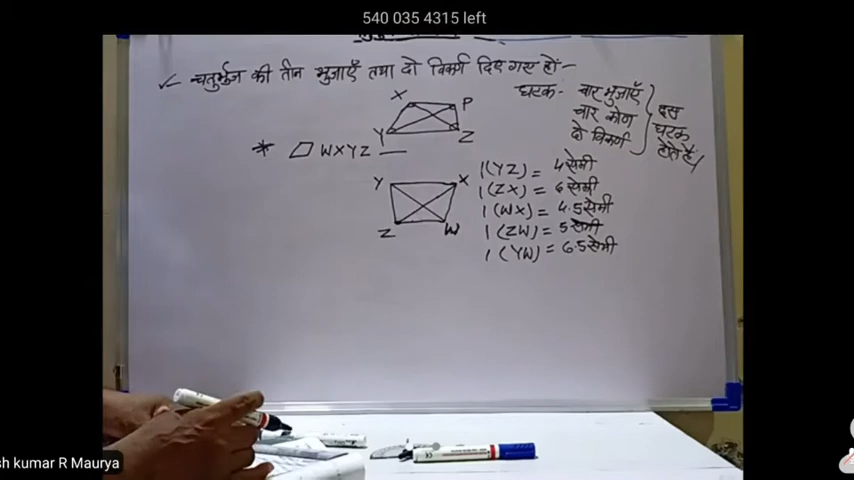 540 035 4315 left
✓- चतुर्भुज की तीन भुजाएँ तथा दो विकर्ण दिए गए हों-
घटक:- चार भुजाएँ
चार कोण
दो विकर्ण
दस
घटक
होते हैं
X P
Y Z
* ▱ WXYZ —
Y X
Z W
l(YZ) = 4 सेमी
l(ZX) = 6 सेमी
l(WX) = 4.5 सेमी
l(ZW) = 5 सेमी
l(YW) = 6.5 सेमी
sh kumar R Maurya